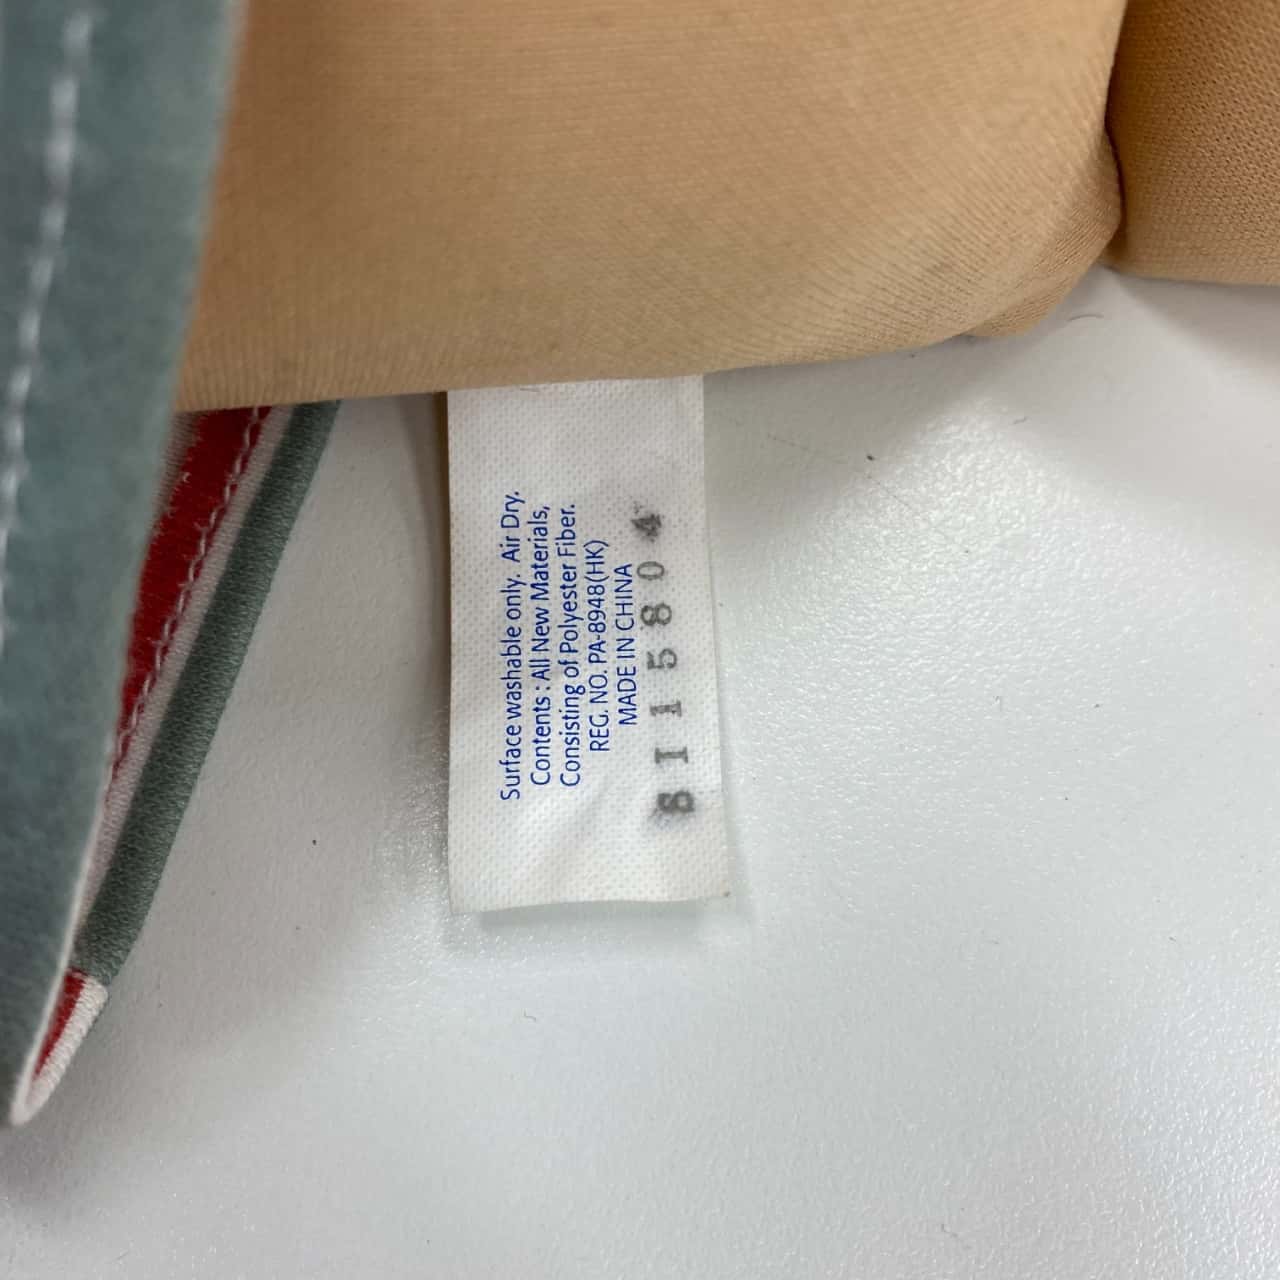 Surface washable only. Air Dry.
Contents : All New Materials,
Consisting of Polyester Fiber.
REG. NO. PA-8948(HK)
MADE IN CHINA
8115804